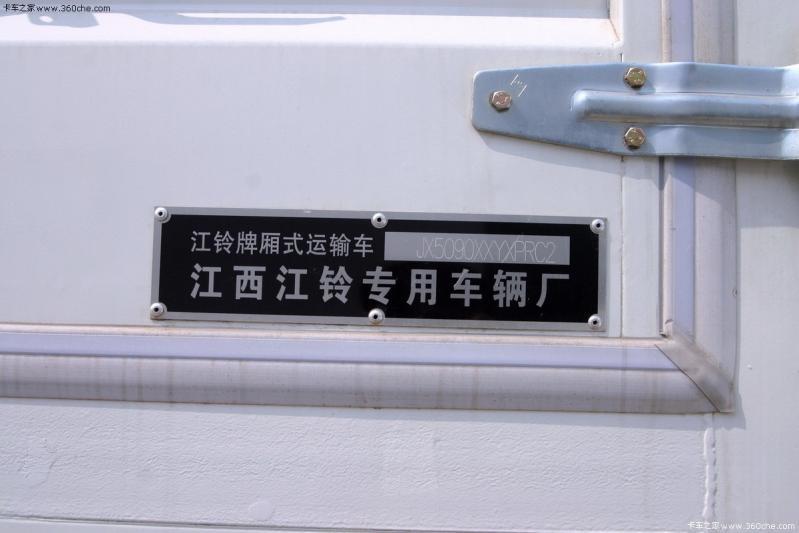 卡车之家 www.360che.com
江铃牌厢式运输车 JX5090XXYXPRC2
江西江铃专用车辆厂
卡车之家 www.360che.com